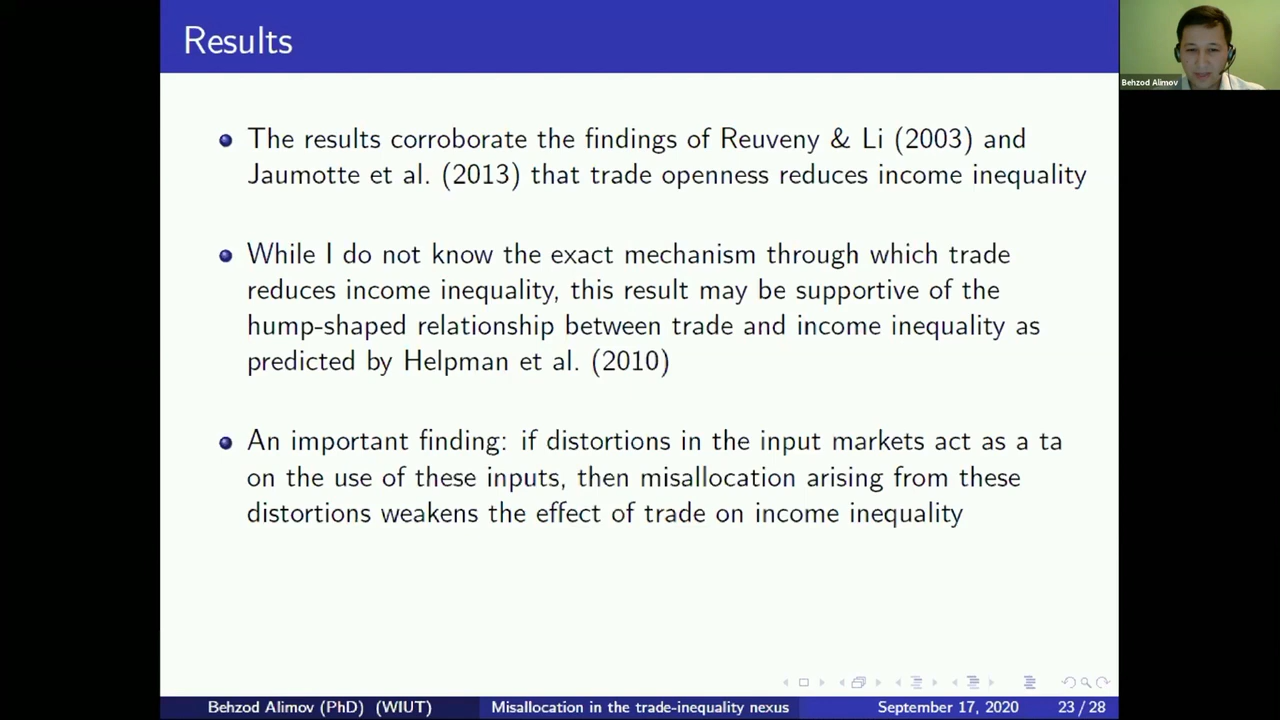 Results
The results corroborate the findings of Reuveny & Li (2003) and
Jaumotte et al. (2013) that trade openness reduces income inequality
While I do not know the exact mechanism through which trade
reduces income inequality, this result may be supportive of the
hump-shaped relationship between trade and income inequality as
predicted by Helpman et al. (2010)
An important finding: if distortions in the input markets act as a ta
on the use of these inputs, then misallocation arising from these
distortions weakens the effect of trade on income inequality
Behzod Alimov (PhD) (WIUT) Misallocation in the trade-inequality nexus September 17, 2020 23 / 28
Behzod Alimov